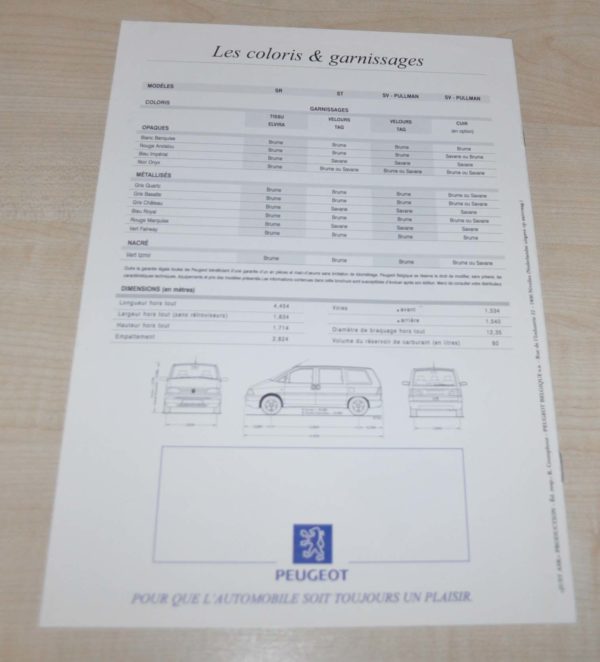 Les coloris & garnissages
MODÈLES SR ST SV - PULLMAN SV - PULLMAN
COLORIS GARNISSAGES
TISSU VELOURS VELOURS CUIR
ELVIRA TAG TAG (en option)
OPAQUES
Blanc Banquise Brume Brume Brume Brume
Rouge Andalou Brume Brume Brume Savane ou Brume
Bleu Impérial Brume Savane Savane Savane
Noir Onyx Brume Brume ou Savane Brume ou Savane Brume ou Savane
MÉTALLISÉS
Gris Quartz Brume Brume Brume Brume ou Savane
Gris Basalte Brume Brume Brume Brume ou Savane
Gris Château Brume Savane Savane Savane
Bleu Royal Brume Savane Savane Savane
Rouge Marquise Brume Brume Brume Brume ou Savane
Vert Fairway Brume Brume Brume Brume
NACRÉ
Vert Izmir Brume Brume Brume Brume ou Savane
DIMENSIONS (en mètres)
Longueur hors tout 4,454
Largeur hors tout (sans rétroviseurs) 1,834
Hauteur hors tout 1,714
Empattement 2,824
Voies • avant 1,534
• arrière 1,540
Diamètre de braquage hors tout 12,35
Volume du réservoir de carburant (en litres) 80
PEUGEOT
POUR QUE L'AUTOMOBILE SOIT TOUJOURS UN PLAISIR.